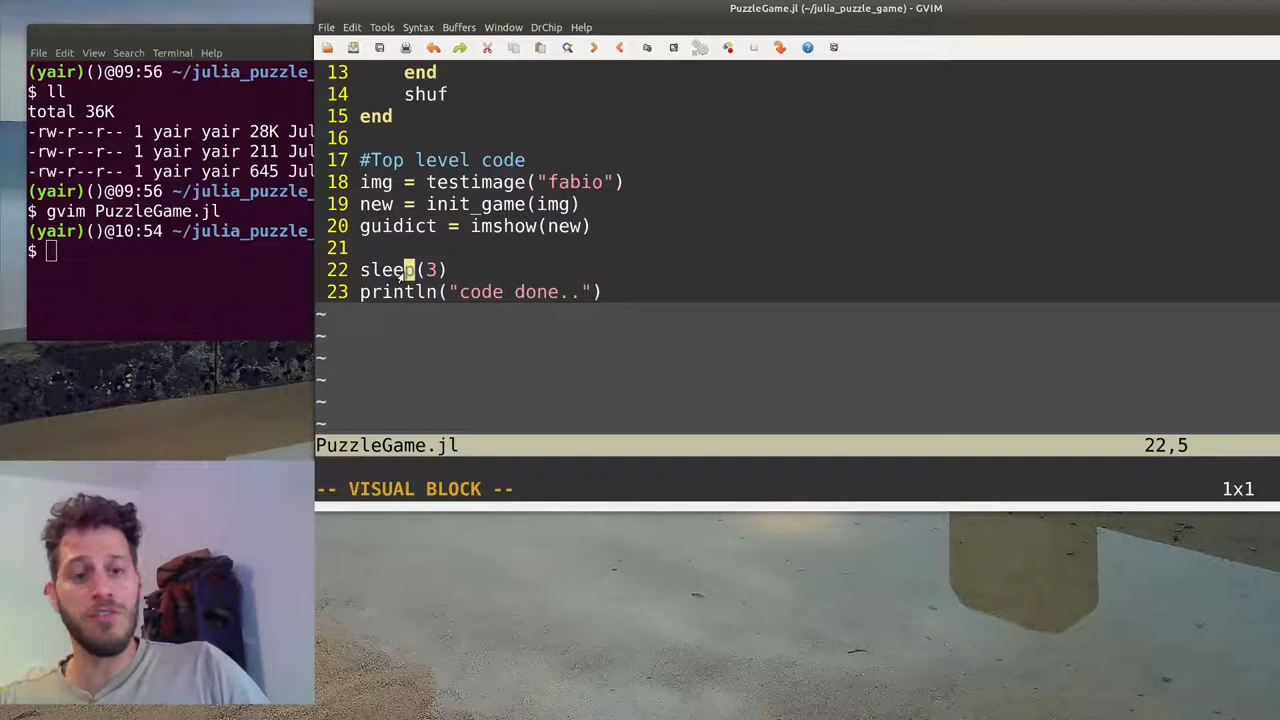 PuzzleGame.jl (~/julia_puzzle_game) - GVIM
File Edit View Search Terminal Help
(yair)()@09:56 ~/julia_puzzle_
$ ll
total 36K
-rw-r--r-- 1 yair yair 28K Jul
-rw-r--r-- 1 yair yair 211 Jul
-rw-r--r-- 1 yair yair 645 Jul
(yair)()@09:56 ~/julia_puzzle_
$ gvim PuzzleGame.jl
(yair)()@10:54 ~/julia_puzzle_
$
File Edit Tools Syntax Buffers Window DrChip Help
13 end
14 shuf
15 end
16
17 #Top level code
18 img = testimage("fabio")
19 new = init_game(img)
20 guidict = imshow(new)
21
22 sleep(3)
23 println("code done..")
~
~
~
~
~
~
PuzzleGame.jl 22,5
-- VISUAL BLOCK -- 1x1